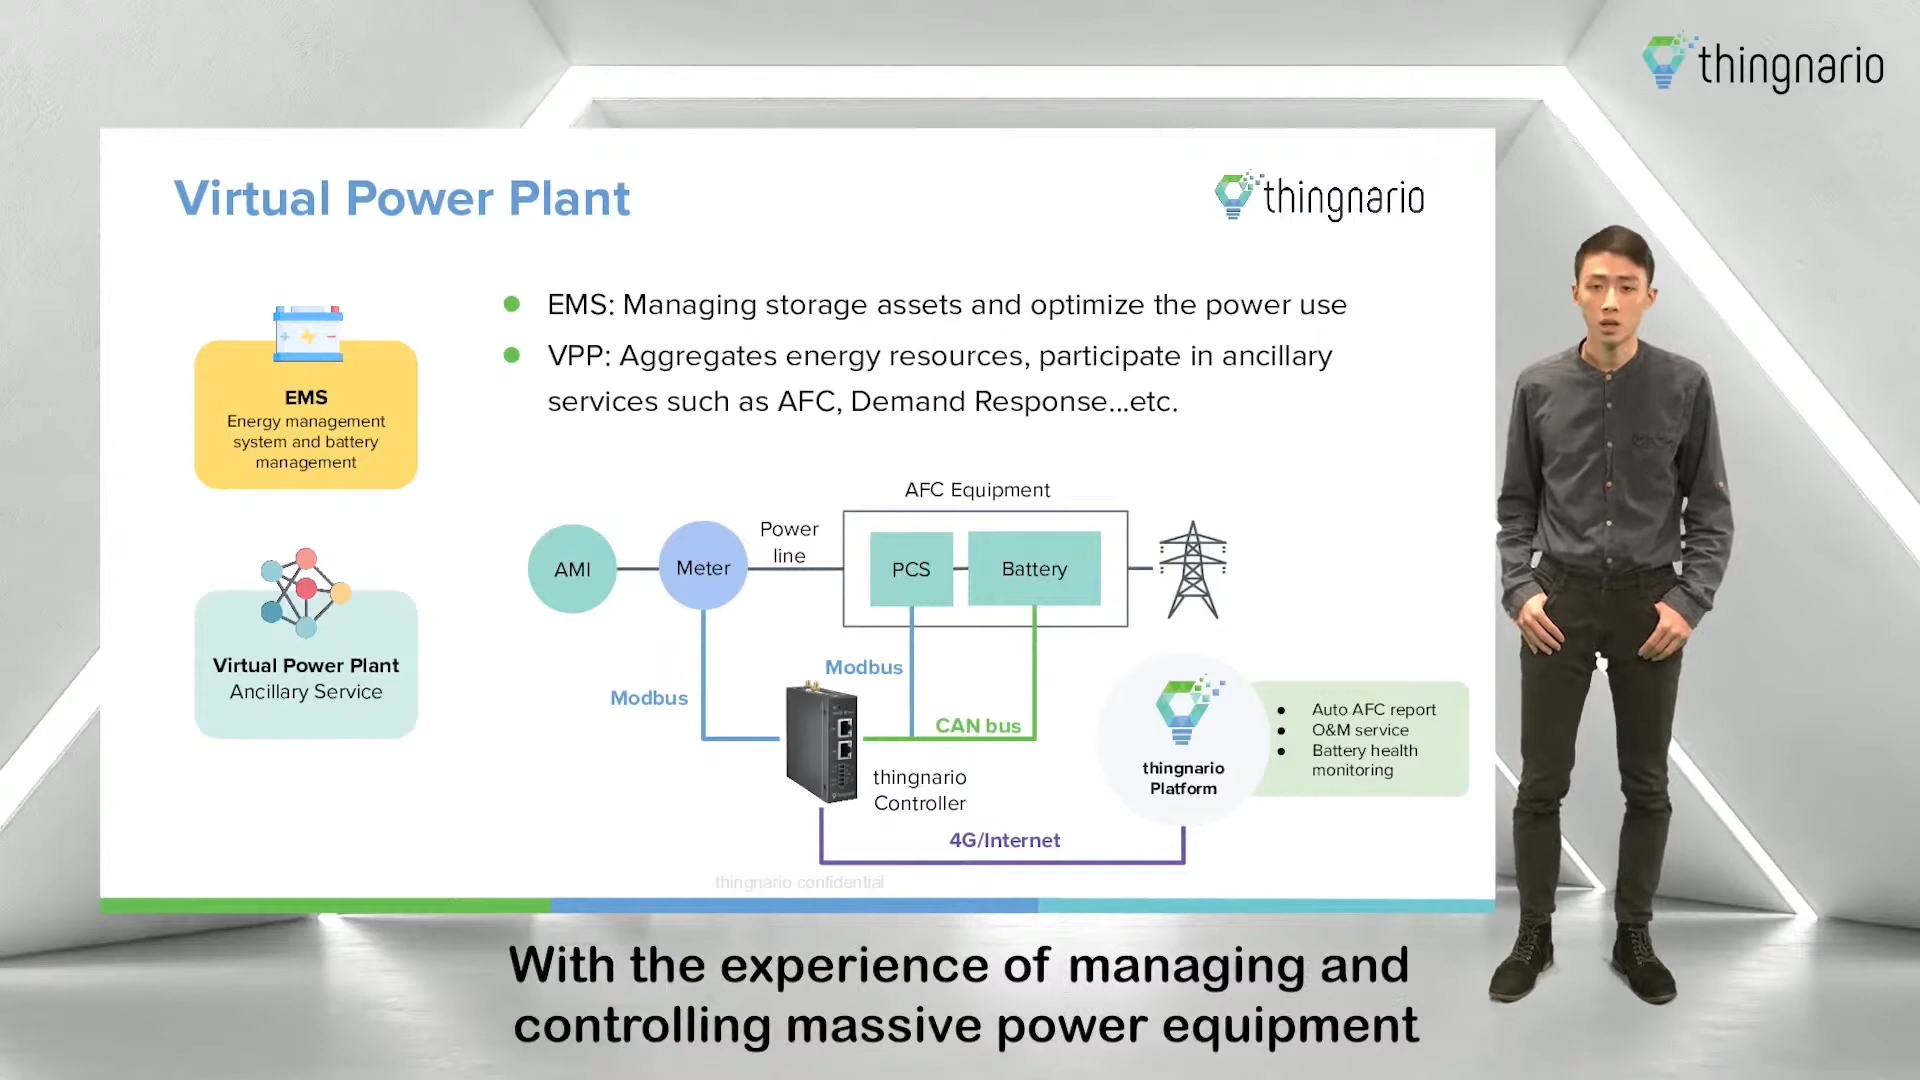 thingnario
Virtual Power Plant
thingnario
EMS: Managing storage assets and optimize the power use
VPP: Aggregates energy resources, participate in ancillary
services such as AFC, Demand Response...etc.
EMS
Energy management
system and battery
management
Virtual Power Plant
Ancillary Service
AFC Equipment
AMI
Meter
Power
line
PCS
Battery
Modbus
Modbus
CAN bus
thingnario
Controller
thingnario
Platform
Auto AFC report
O&M service
Battery health
monitoring
4G/Internet
thingnario confidential
With the experience of managing and
controlling massive power equipment